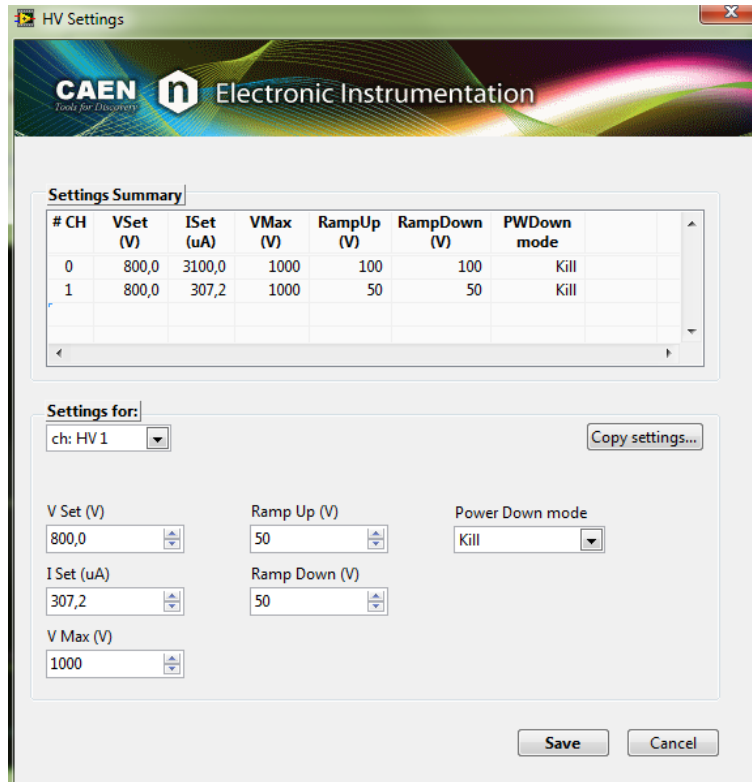 HV Settings
CAEN n Electronic Instrumentation
Tools for Discovery
Settings Summary
# CH VSet (V) ISet (uA) VMax (V) RampUp (V) RampDown (V) PWDown mode
0 800,0 3100,0 1000 100 100 Kill
1 800,0 307,2 1000 50 50 Kill
Settings for:
ch: HV 1 Copy settings...
V Set (V) Ramp Up (V) Power Down mode
800,0 50 Kill
I Set (uA) Ramp Down (V)
307,2 50
V Max (V)
1000
Save Cancel